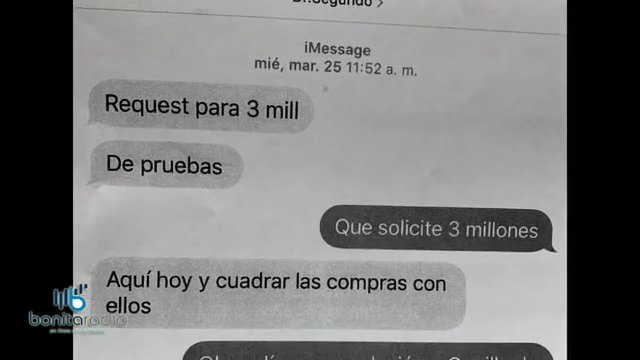 iMessage
mié, mar. 25 11:52 a. m.
Request para 3 mill
De pruebas
Que solicite 3 millones
Aquí hoy y cuadrar las compras con
ellos
bonitaradio